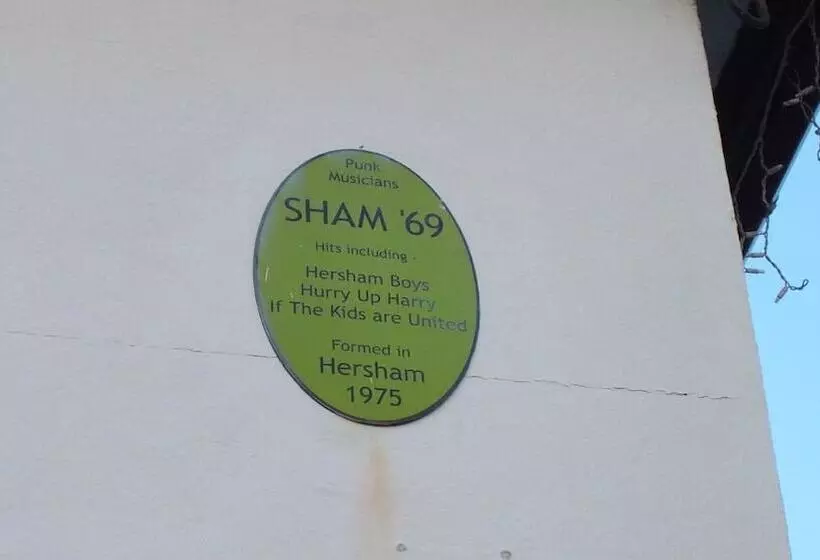 Punk
Musicians
SHAM '69
Hits including -
Hersham Boys
Hurry Up Harry
If The Kids are United
Formed in
Hersham
1975